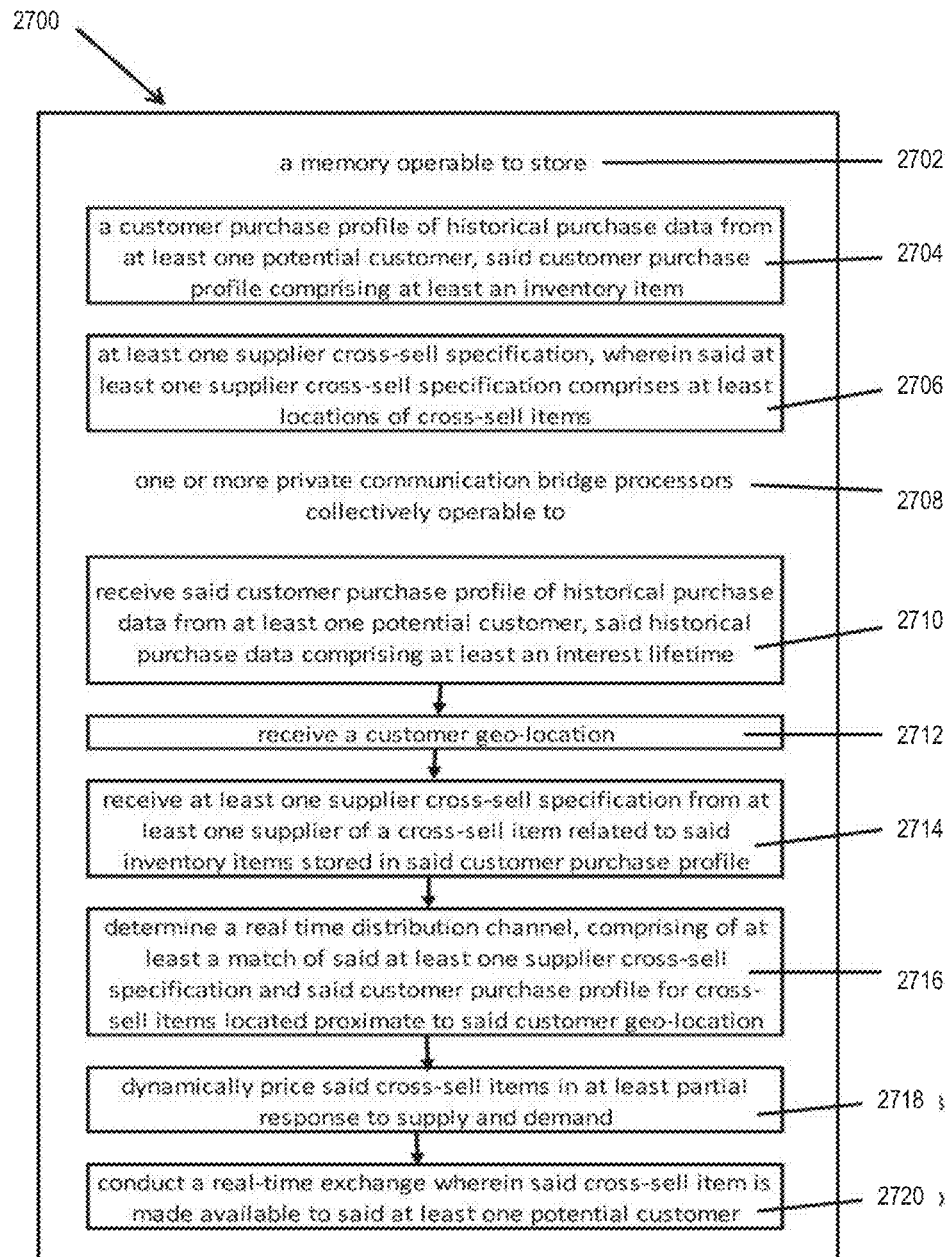 2700
a memory operable to store
2702
a customer purchase profile of historical purchase data from
at least one potential customer, said customer purchase
profile comprising at least an inventory item
2704
at least one supplier cross-sell specification, wherein said at
least one supplier cross-sell specification comprises at least
locations of cross-sell items
2706
one or more private communication bridge processors
collectively operable to
2708
receive said customer purchase profile of historical purchase
data from at least one potential customer, said historical
purchase data comprising at least an interest lifetime
2710
receive a customer geo-location
2712
receive at least one supplier cross-sell specification from at
least one supplier of a cross-sell item related to said
inventory items stored in said customer purchase profile
2714
determine a real time distribution channel, comprising of at
least a match of said at least one supplier cross-sell
specification and said customer purchase profile for cross-
sell items located proximate to said customer geo-location
2716
dynamically price said cross-sell items in at least partial
response to supply and demand
2718
conduct a real-time exchange wherein said cross-sell item is
made available to said at least one potential customer
2720